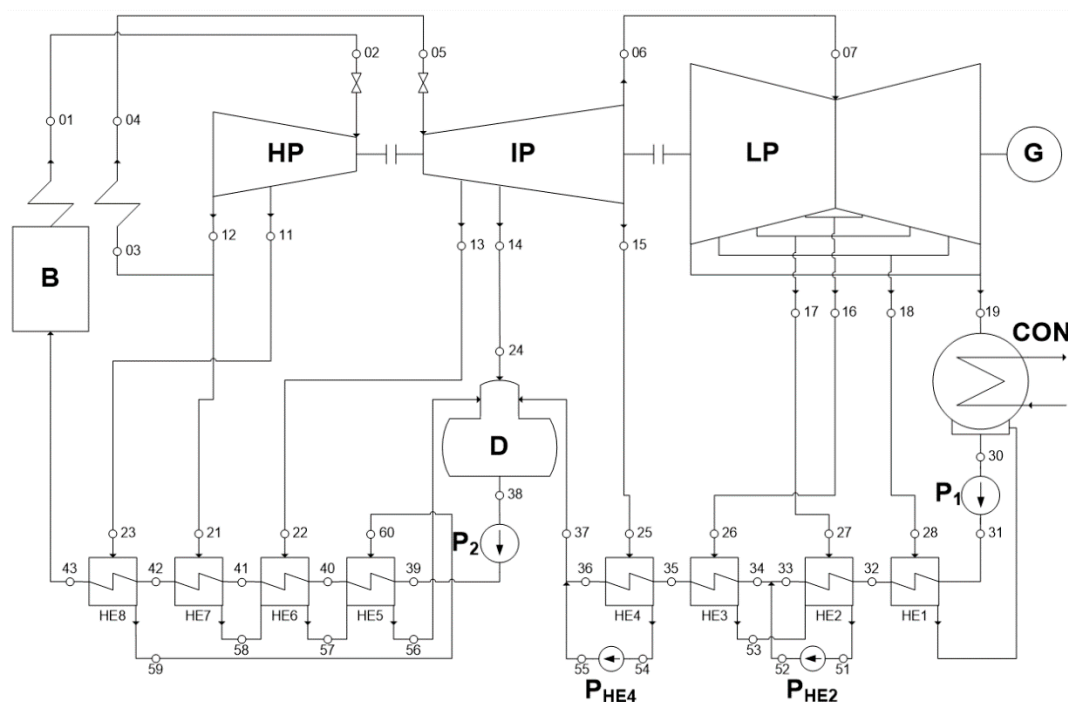 02 05 06 07
01 04
HP IP LP G
12 11 13 14 15
03
B
17 16 18 19
24 CON
D
30
38
P1
P2
23 21 22 60 37 25 26 27 28 31
43 42 41 40 39 36 35 34 33 32
HE8 HE7 HE6 HE5 HE4 HE3 HE2 HE1
58 57 56 53
59 55 54 52 51
PHE4 PHE2